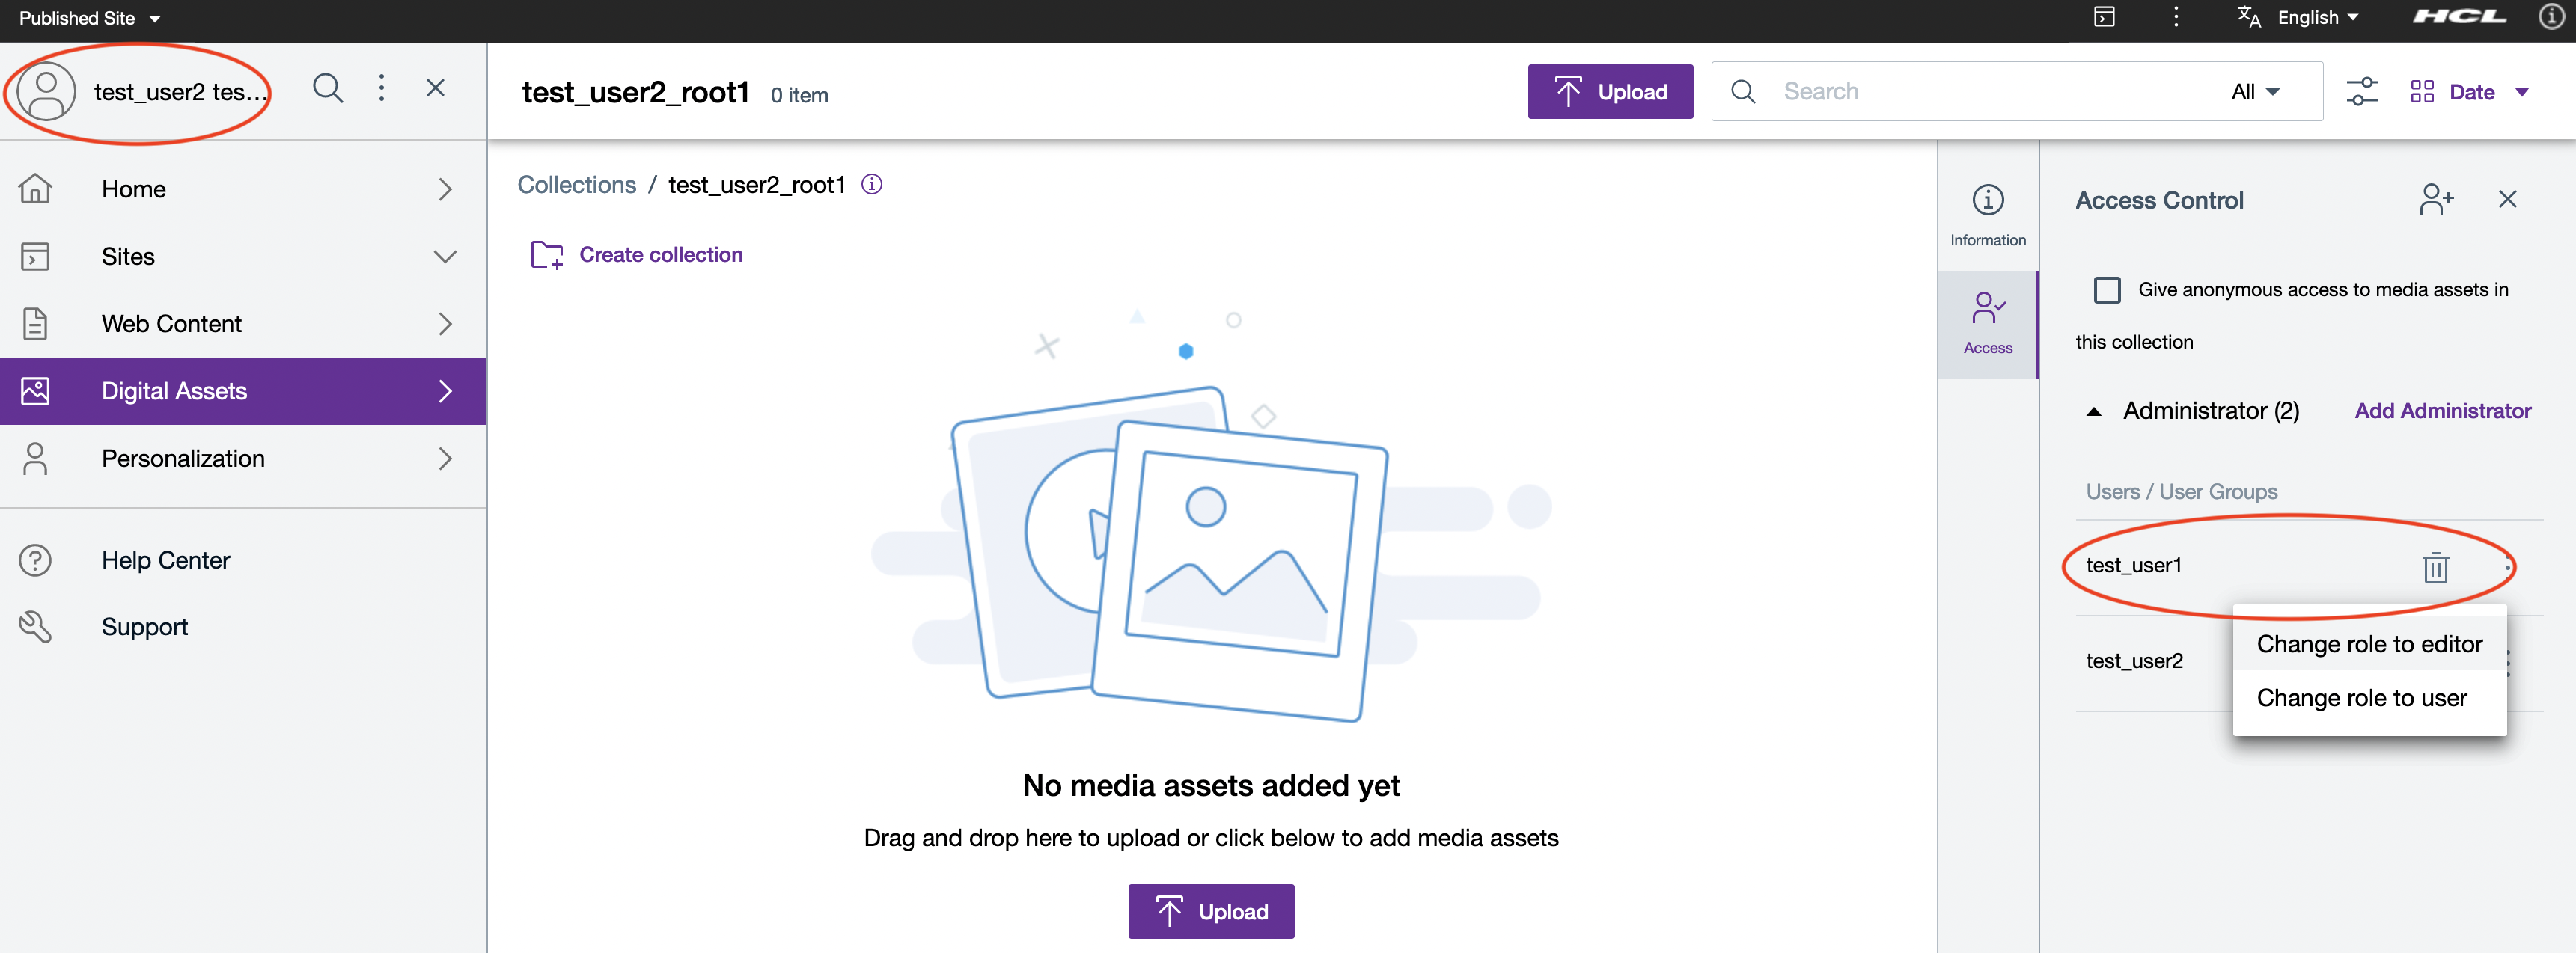 Published Site
English
HCL
test_user2 tes...
test_user2_root1 0 item
Upload
Search
All
Date
Home
Sites
Web Content
Digital Assets
Personalization
Help Center
Support
Collections / test_user2_root1
Create collection
No media assets added yet
Drag and drop here to upload or click below to add media assets
Upload
Information
Access
Access Control
Give anonymous access to media assets in
this collection
Administrator (2) Add Administrator
Users / User Groups
test_user1
test_user2
Change role to editor
Change role to user